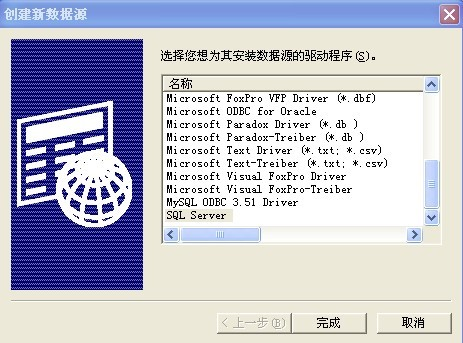 创建新数据源
选择您想为其安装数据源的驱动程序(S)。
名称
Microsoft FoxPro VFP Driver (*.dbf)
Microsoft ODBC for Oracle
Microsoft Paradox Driver (*.db )
Microsoft Paradox-Treiber (*.db )
Microsoft Text Driver (*.txt; *.csv)
Microsoft Text-Treiber (*.txt; *.csv)
Microsoft Visual FoxPro Driver
Microsoft Visual FoxPro-Treiber
MySQL ODBC 3.51 Driver
SQL Server
< 上一步(B) 完成 取消